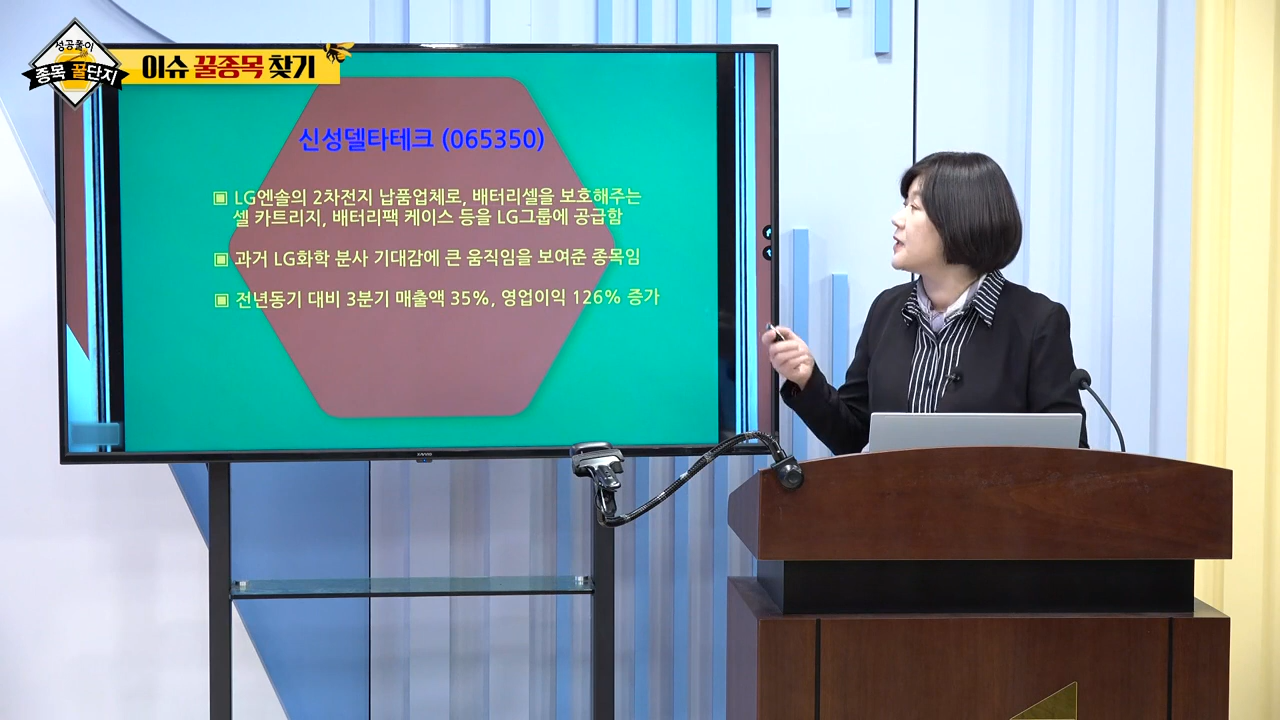 성공풀이
종목 꿀단지
이슈 꿀종목 찾기
신성델타테크 (065350)
▣ LG엔솔의 2차전지 납품업체로, 배터리셀을 보호해주는
셀 카트리지, 배터리팩 케이스 등을 LG그룹에 공급함
▣ 과거 LG화학 분사 기대감에 큰 움직임을 보여준 종목임
▣ 전년동기 대비 3분기 매출액 35%, 영업이익 126% 증가